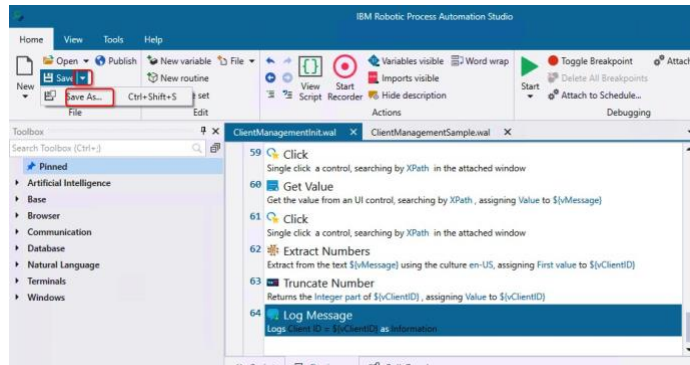 IBM Robotic Process Automation Studio
Home View Tools Help
New
Open
Publish
Save
Save As... Ctrl+Shift+S
File
New variable
New routine
set
Edit
File
View Script
Start Recorder
Variables visible
Imports visible
Hide description
Word wrap
Actions
Start
Toggle Breakpoint
Delete All Breakpoints
Attach to Schedule...
Attach
Debugging
Toolbox
Search Toolbox (Ctrl+;)
Pinned
Artificial Intelligence
Base
Browser
Communication
Database
Natural Language
Terminals
Windows
ClientManagementInit.wal X ClientManagementSample.wal X
59 Click
Single click a control, searching by XPath in the attached window
60 Get Value
Get the value from an UI control, searching by XPath , assigning Value to ${vMessage}
61 Click
Single click a control, searching by XPath in the attached window
62 Extract Numbers
Extract from the text ${vMessage} using the culture en-US, assigning First value to ${vClientID}
63 Truncate Number
Returns the Integer part of ${vClientID} , assigning Value to ${vClientID}
64 Log Message
Logs Client ID = ${vClientID} as Information